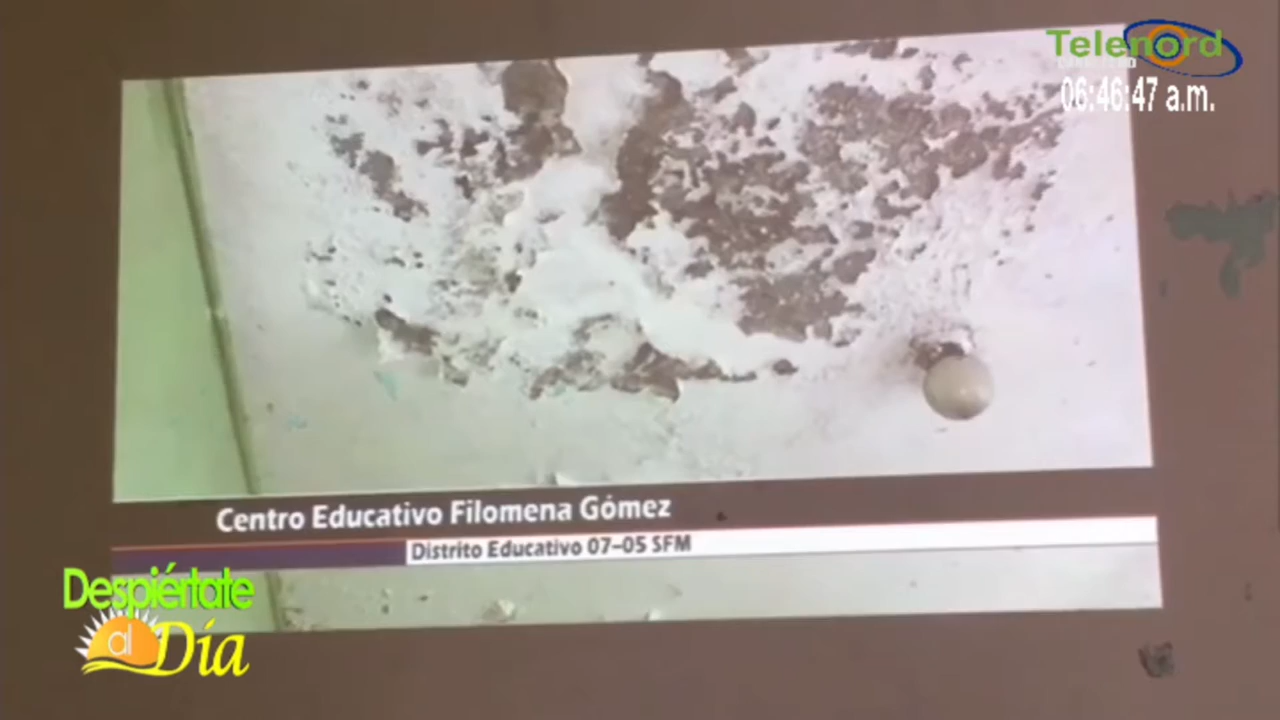 Telenord
06:46:47 a.m.
Centro Educativo Filomena Gómez
Distrito Educativo 07-05 SFM
Despiértate
al Día